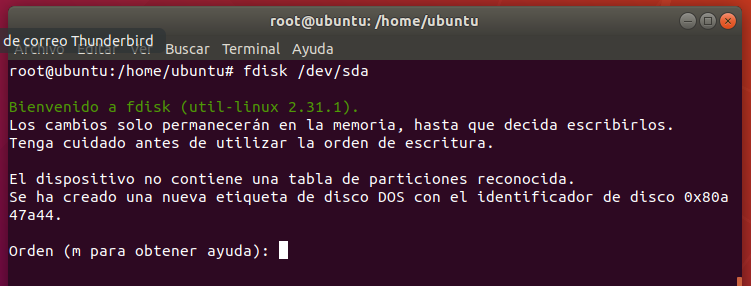 root@ubuntu: /home/ubuntu
de correo Thunderbird
Archivo Editar Ver Buscar Terminal Ayuda
root@ubuntu:/home/ubuntu# fdisk /dev/sda
Bienvenido a fdisk (util-linux 2.31.1).
Los cambios solo permanecerán en la memoria, hasta que decida escribirlos.
Tenga cuidado antes de utilizar la orden de escritura.
El dispositivo no contiene una tabla de particiones reconocida.
Se ha creado una nueva etiqueta de disco DOS con el identificador de disco 0x80a
47a44.
Orden (m para obtener ayuda):